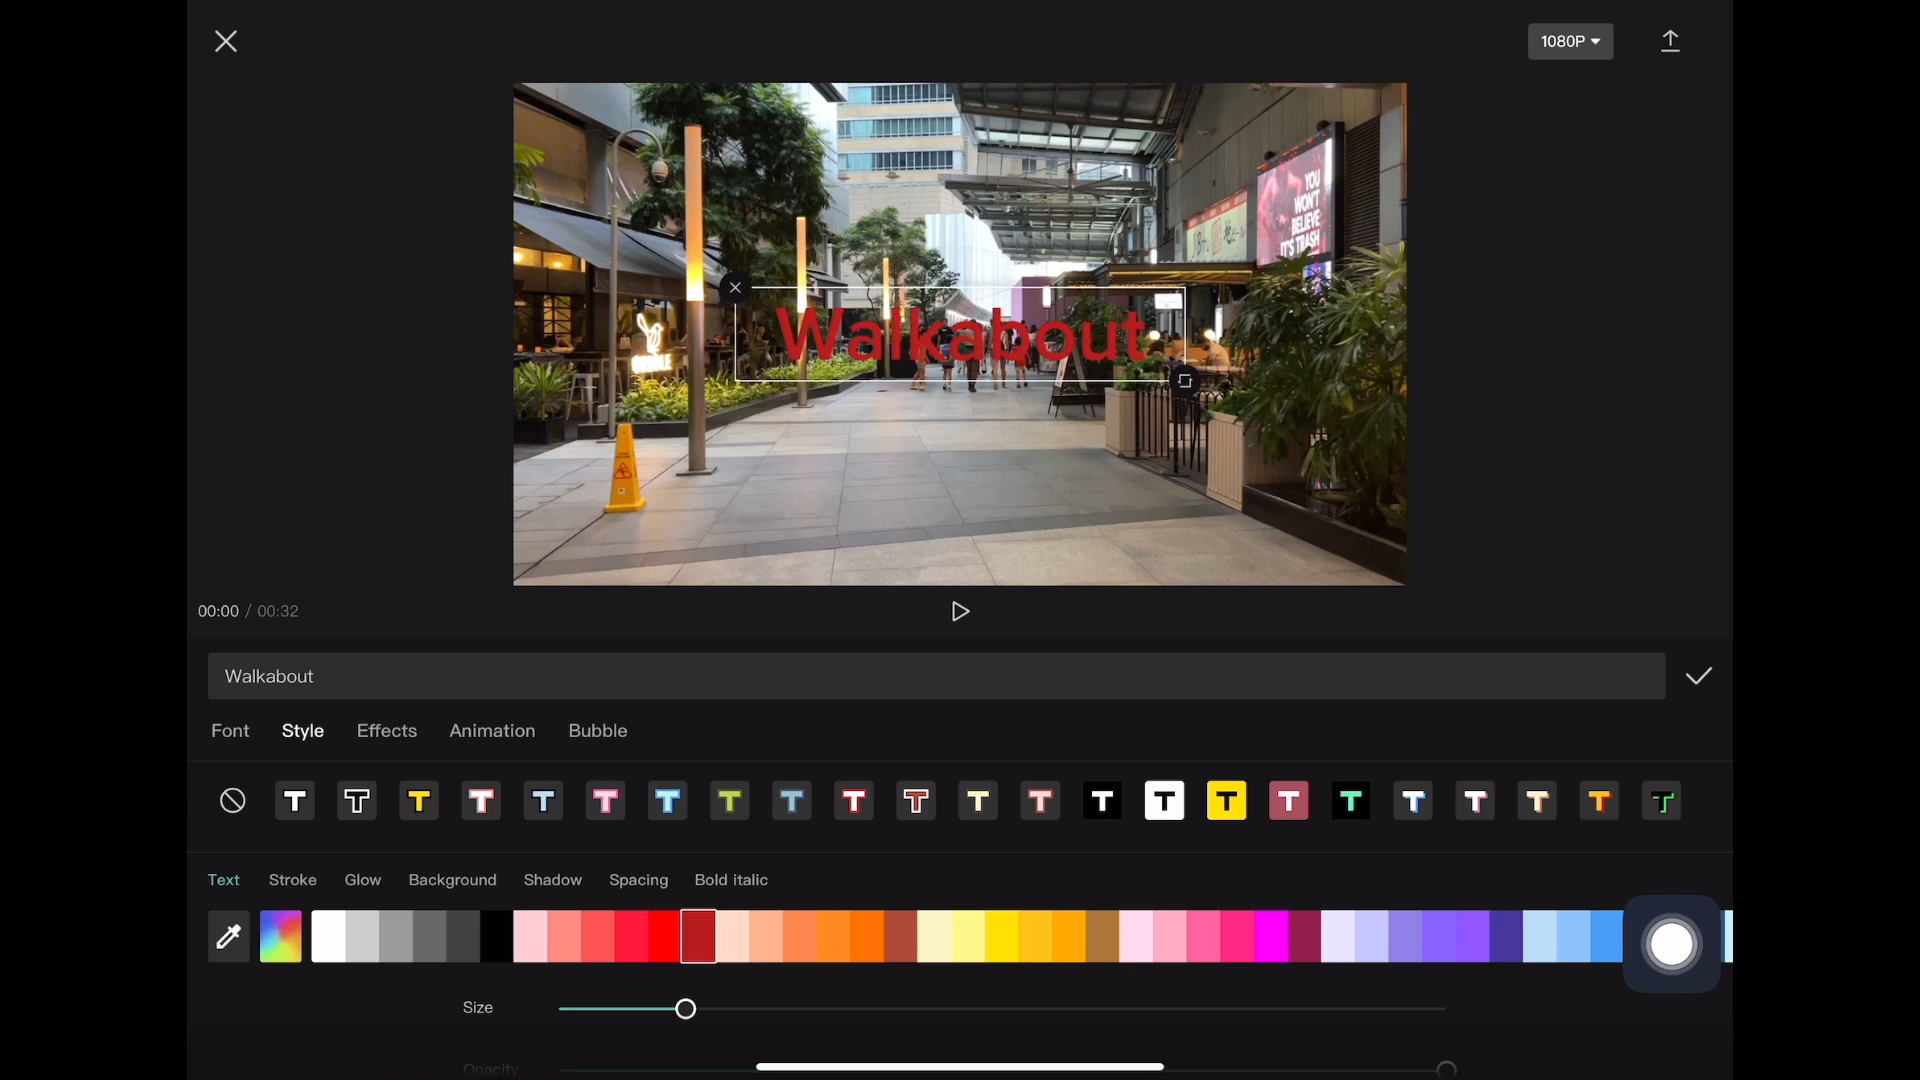 1080P
YOU
WON'T
BELIEVE
IT'S TRASH
Walkabout
00:00 / 00:32
Walkabout
Font Style Effects Animation Bubble
T T T T T T T T T T T T T T T T T T T T T T T
Text Stroke Glow Background Shadow Spacing Bold italic
Size
Opacity